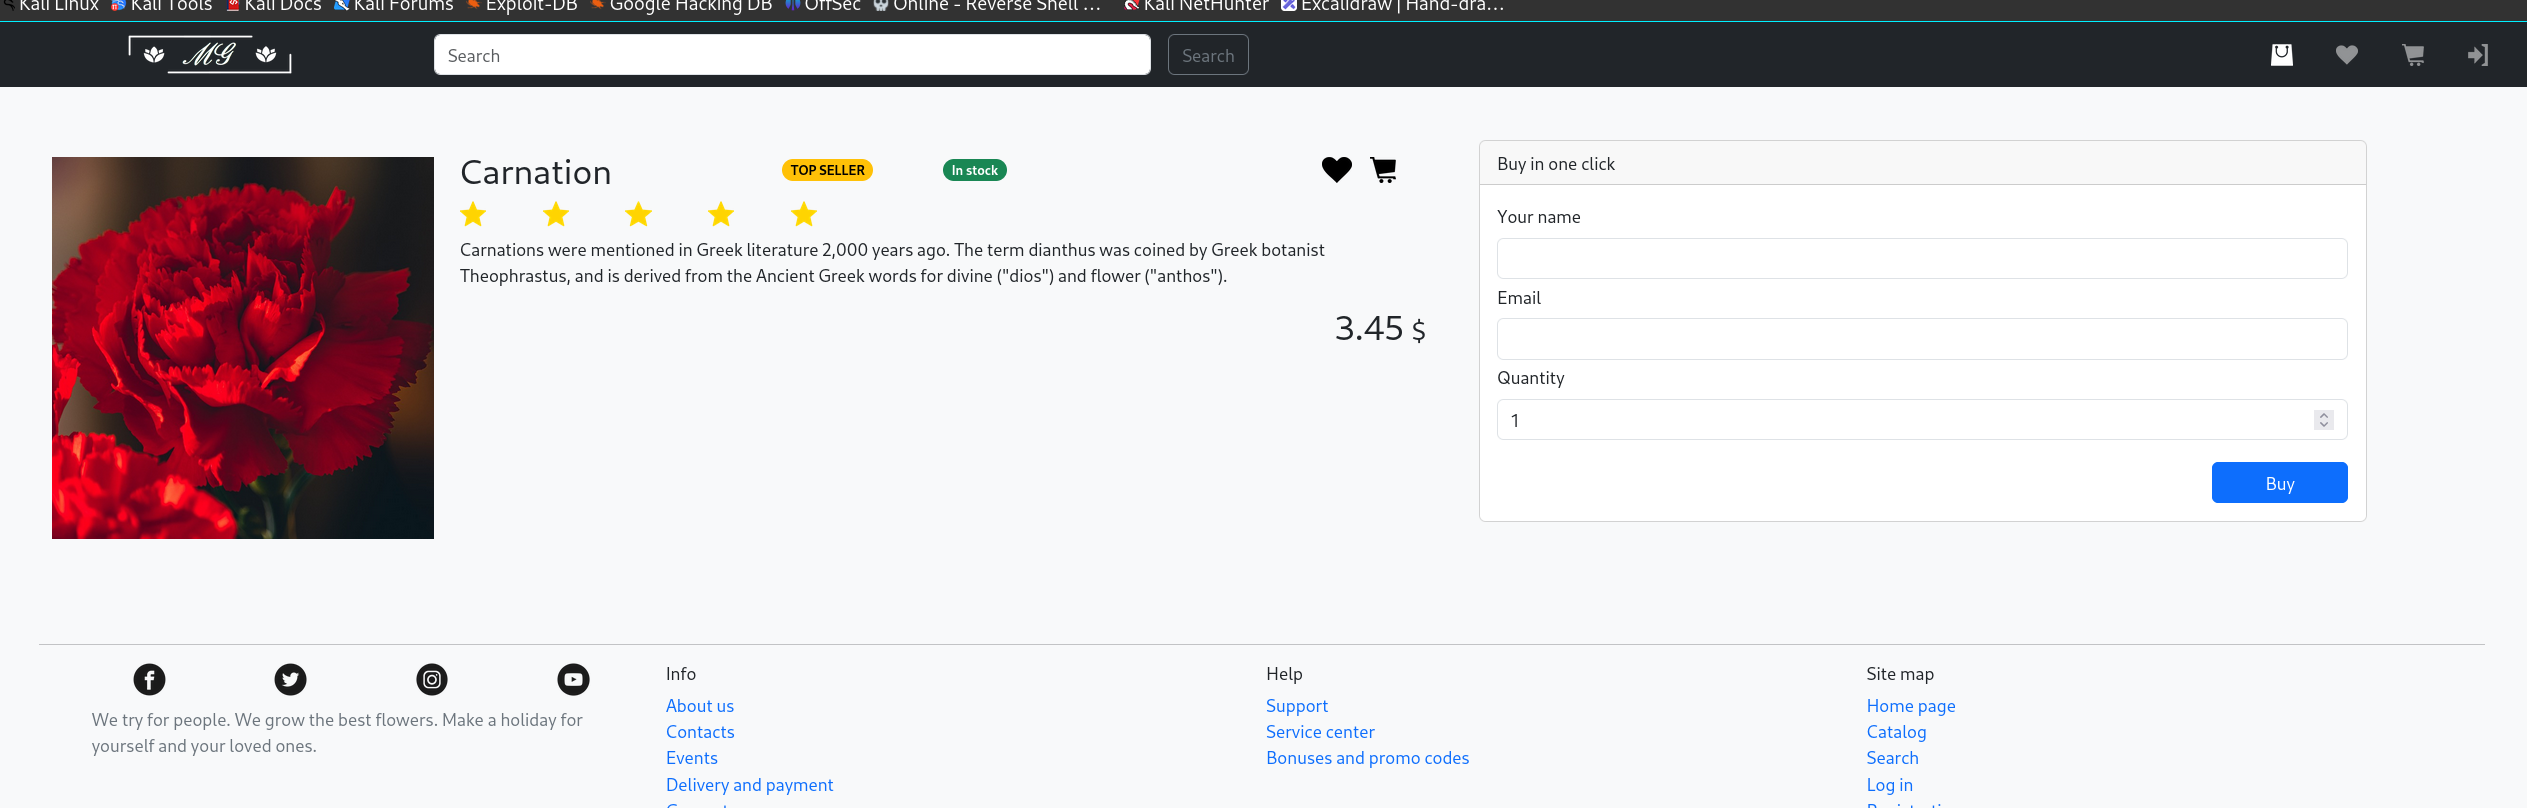 Kali Linux Kali Tools Kali Docs Kali Forums Exploit-DB Google Hacking DB OffSec Online - Reverse Shell ... Kali NetHunter Excalidraw | Hand-dra...
MG
Search
Search
Carnation
TOP SELLER
In stock
Carnations were mentioned in Greek literature 2,000 years ago. The term dianthus was coined by Greek botanist
Theophrastus, and is derived from the Ancient Greek words for divine ("dios") and flower ("anthos").
3.45 $
Buy in one click
Your name
Email
Quantity
1
Buy
We try for people. We grow the best flowers. Make a holiday for
yourself and your loved ones.
Info
About us
Contacts
Events
Delivery and payment
Help
Support
Service center
Bonuses and promo codes
Site map
Home page
Catalog
Search
Log in